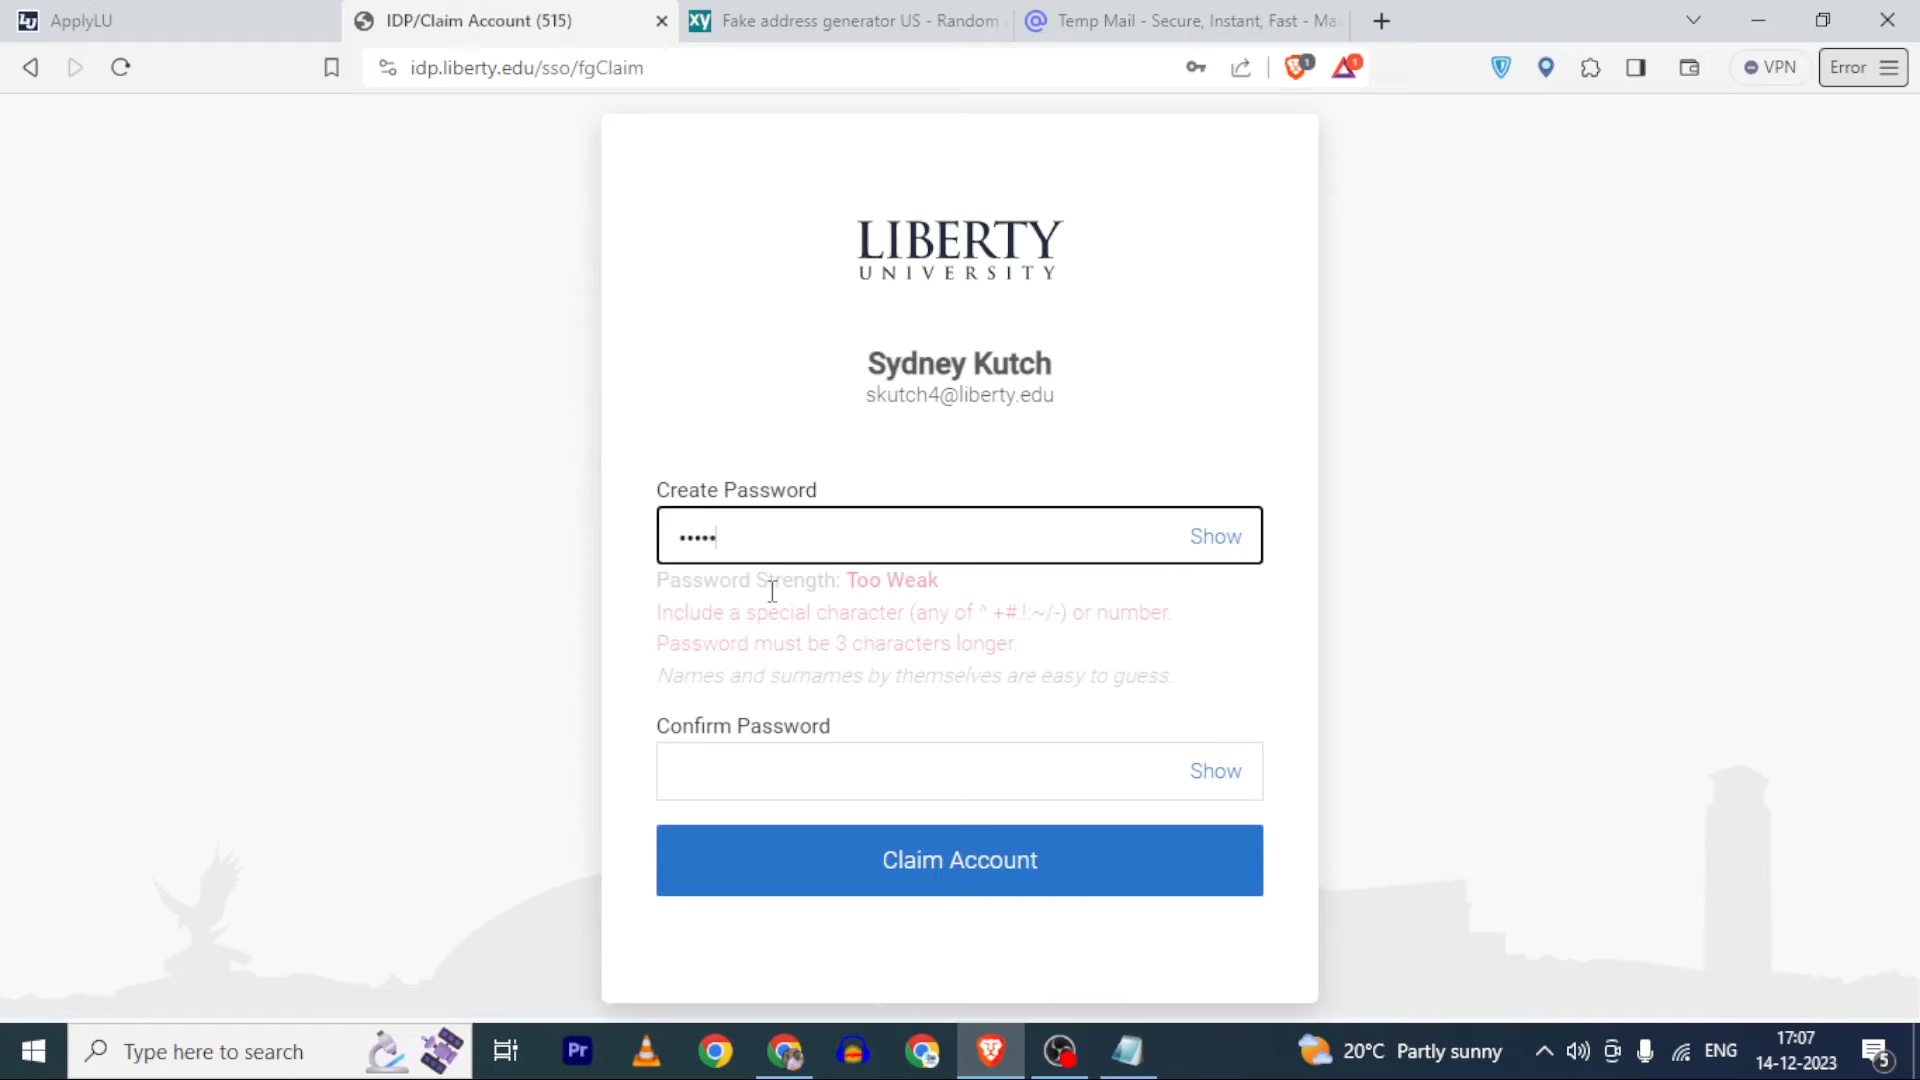 ApplyLU
IDP/Claim Account (515)
Fake address generator US - Random
Temp Mail - Secure, Instant, Fast - Ma
idp.liberty.edu/sso/fgClaim
1
1
VPN
Error
LIBERTY
UNIVERSITY
Sydney Kutch
skutch4@liberty.edu
Create Password
•••••
Show
Password Strength: Too Weak
Include a special character (any of ^ +#.!:~/-) or number.
Password must be 3 characters longer.
Names and surnames by themselves are easy to guess.
Confirm Password
Show
Claim Account
Type here to search
Pr
20°C Partly sunny
ENG
17:07
14-12-2023
5